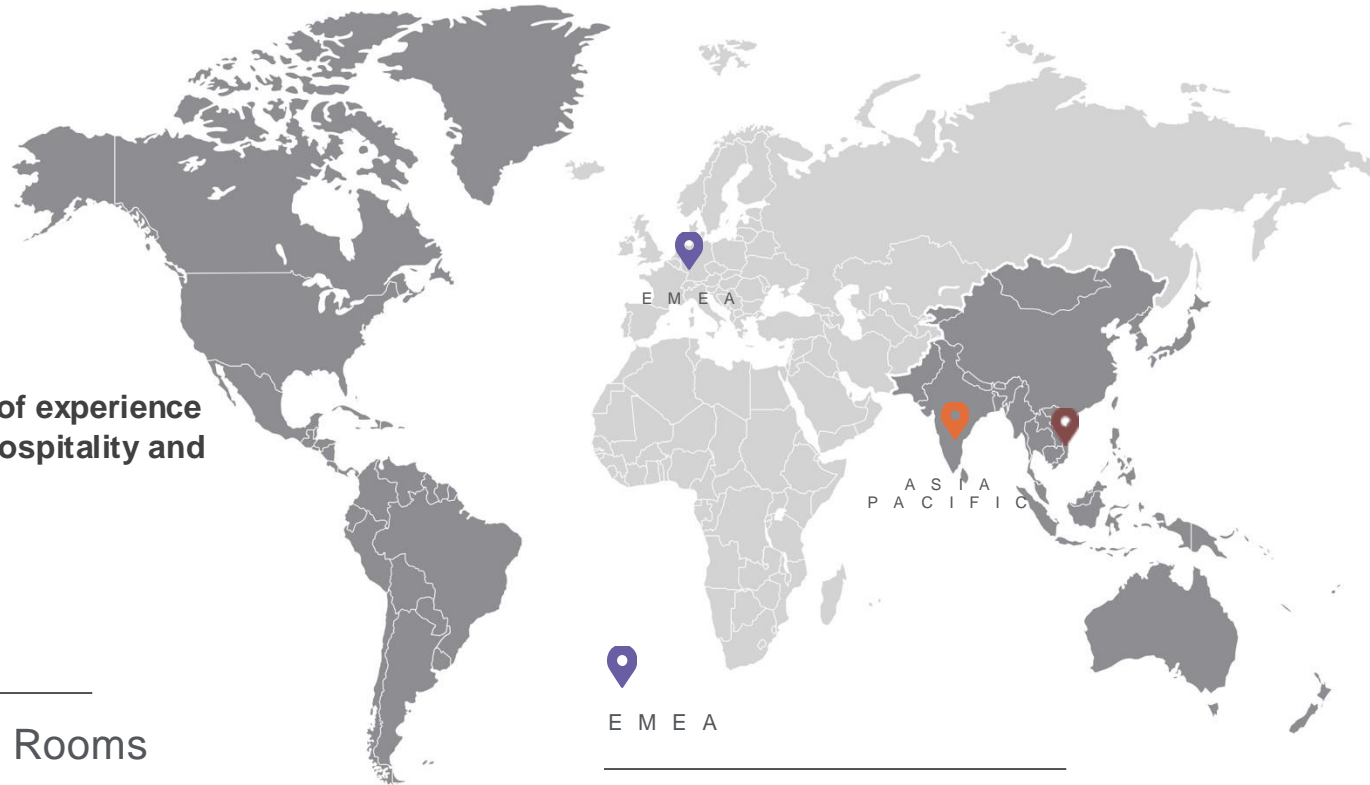 E M E A
of experience
ospitality and
A S I A
P A C I F I C
E M E A
Rooms